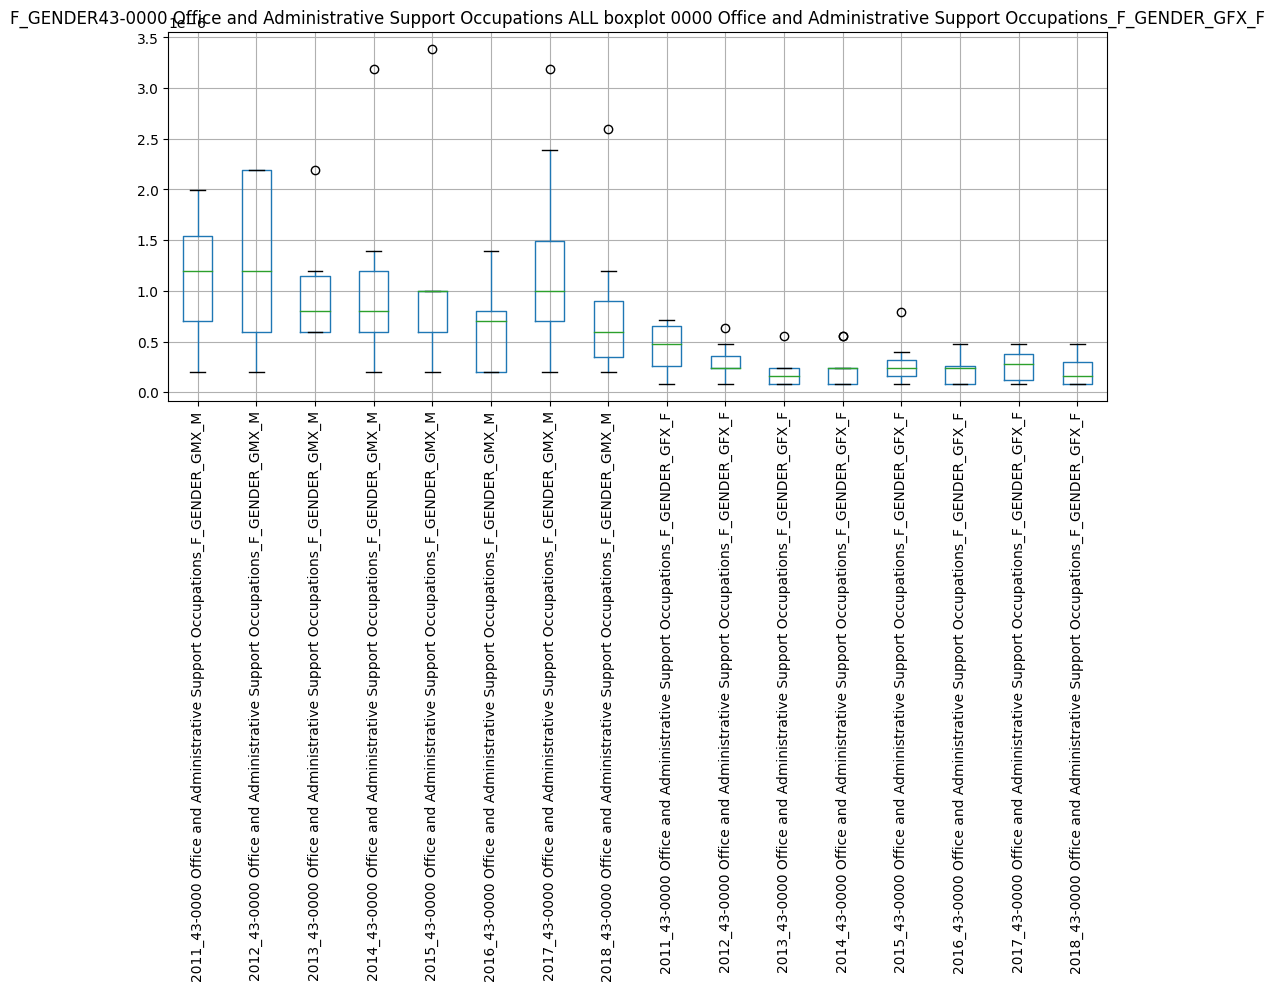 F_GENDER43-0000 Office and Administrative Support Occupations ALL boxplot 0000 Office and Administrative Support Occupations_F_GENDER_GFX_F
1e−6
3.5
3.0
2.5
2.0
1.5
1.0
0.5
0.0
2011_43-0000 Office and Administrative Support Occupations_F_GENDER_GMX_M
2012_43-0000 Office and Administrative Support Occupations_F_GENDER_GMX_M
2013_43-0000 Office and Administrative Support Occupations_F_GENDER_GMX_M
2014_43-0000 Office and Administrative Support Occupations_F_GENDER_GMX_M
2015_43-0000 Office and Administrative Support Occupations_F_GENDER_GMX_M
2016_43-0000 Office and Administrative Support Occupations_F_GENDER_GMX_M
2017_43-0000 Office and Administrative Support Occupations_F_GENDER_GMX_M
2018_43-0000 Office and Administrative Support Occupations_F_GENDER_GMX_M
2011_43-0000 Office and Administrative Support Occupations_F_GENDER_GFX_F
2012_43-0000 Office and Administrative Support Occupations_F_GENDER_GFX_F
2013_43-0000 Office and Administrative Support Occupations_F_GENDER_GFX_F
2014_43-0000 Office and Administrative Support Occupations_F_GENDER_GFX_F
2015_43-0000 Office and Administrative Support Occupations_F_GENDER_GFX_F
2016_43-0000 Office and Administrative Support Occupations_F_GENDER_GFX_F
2017_43-0000 Office and Administrative Support Occupations_F_GENDER_GFX_F
2018_43-0000 Office and Administrative Support Occupations_F_GENDER_GFX_F